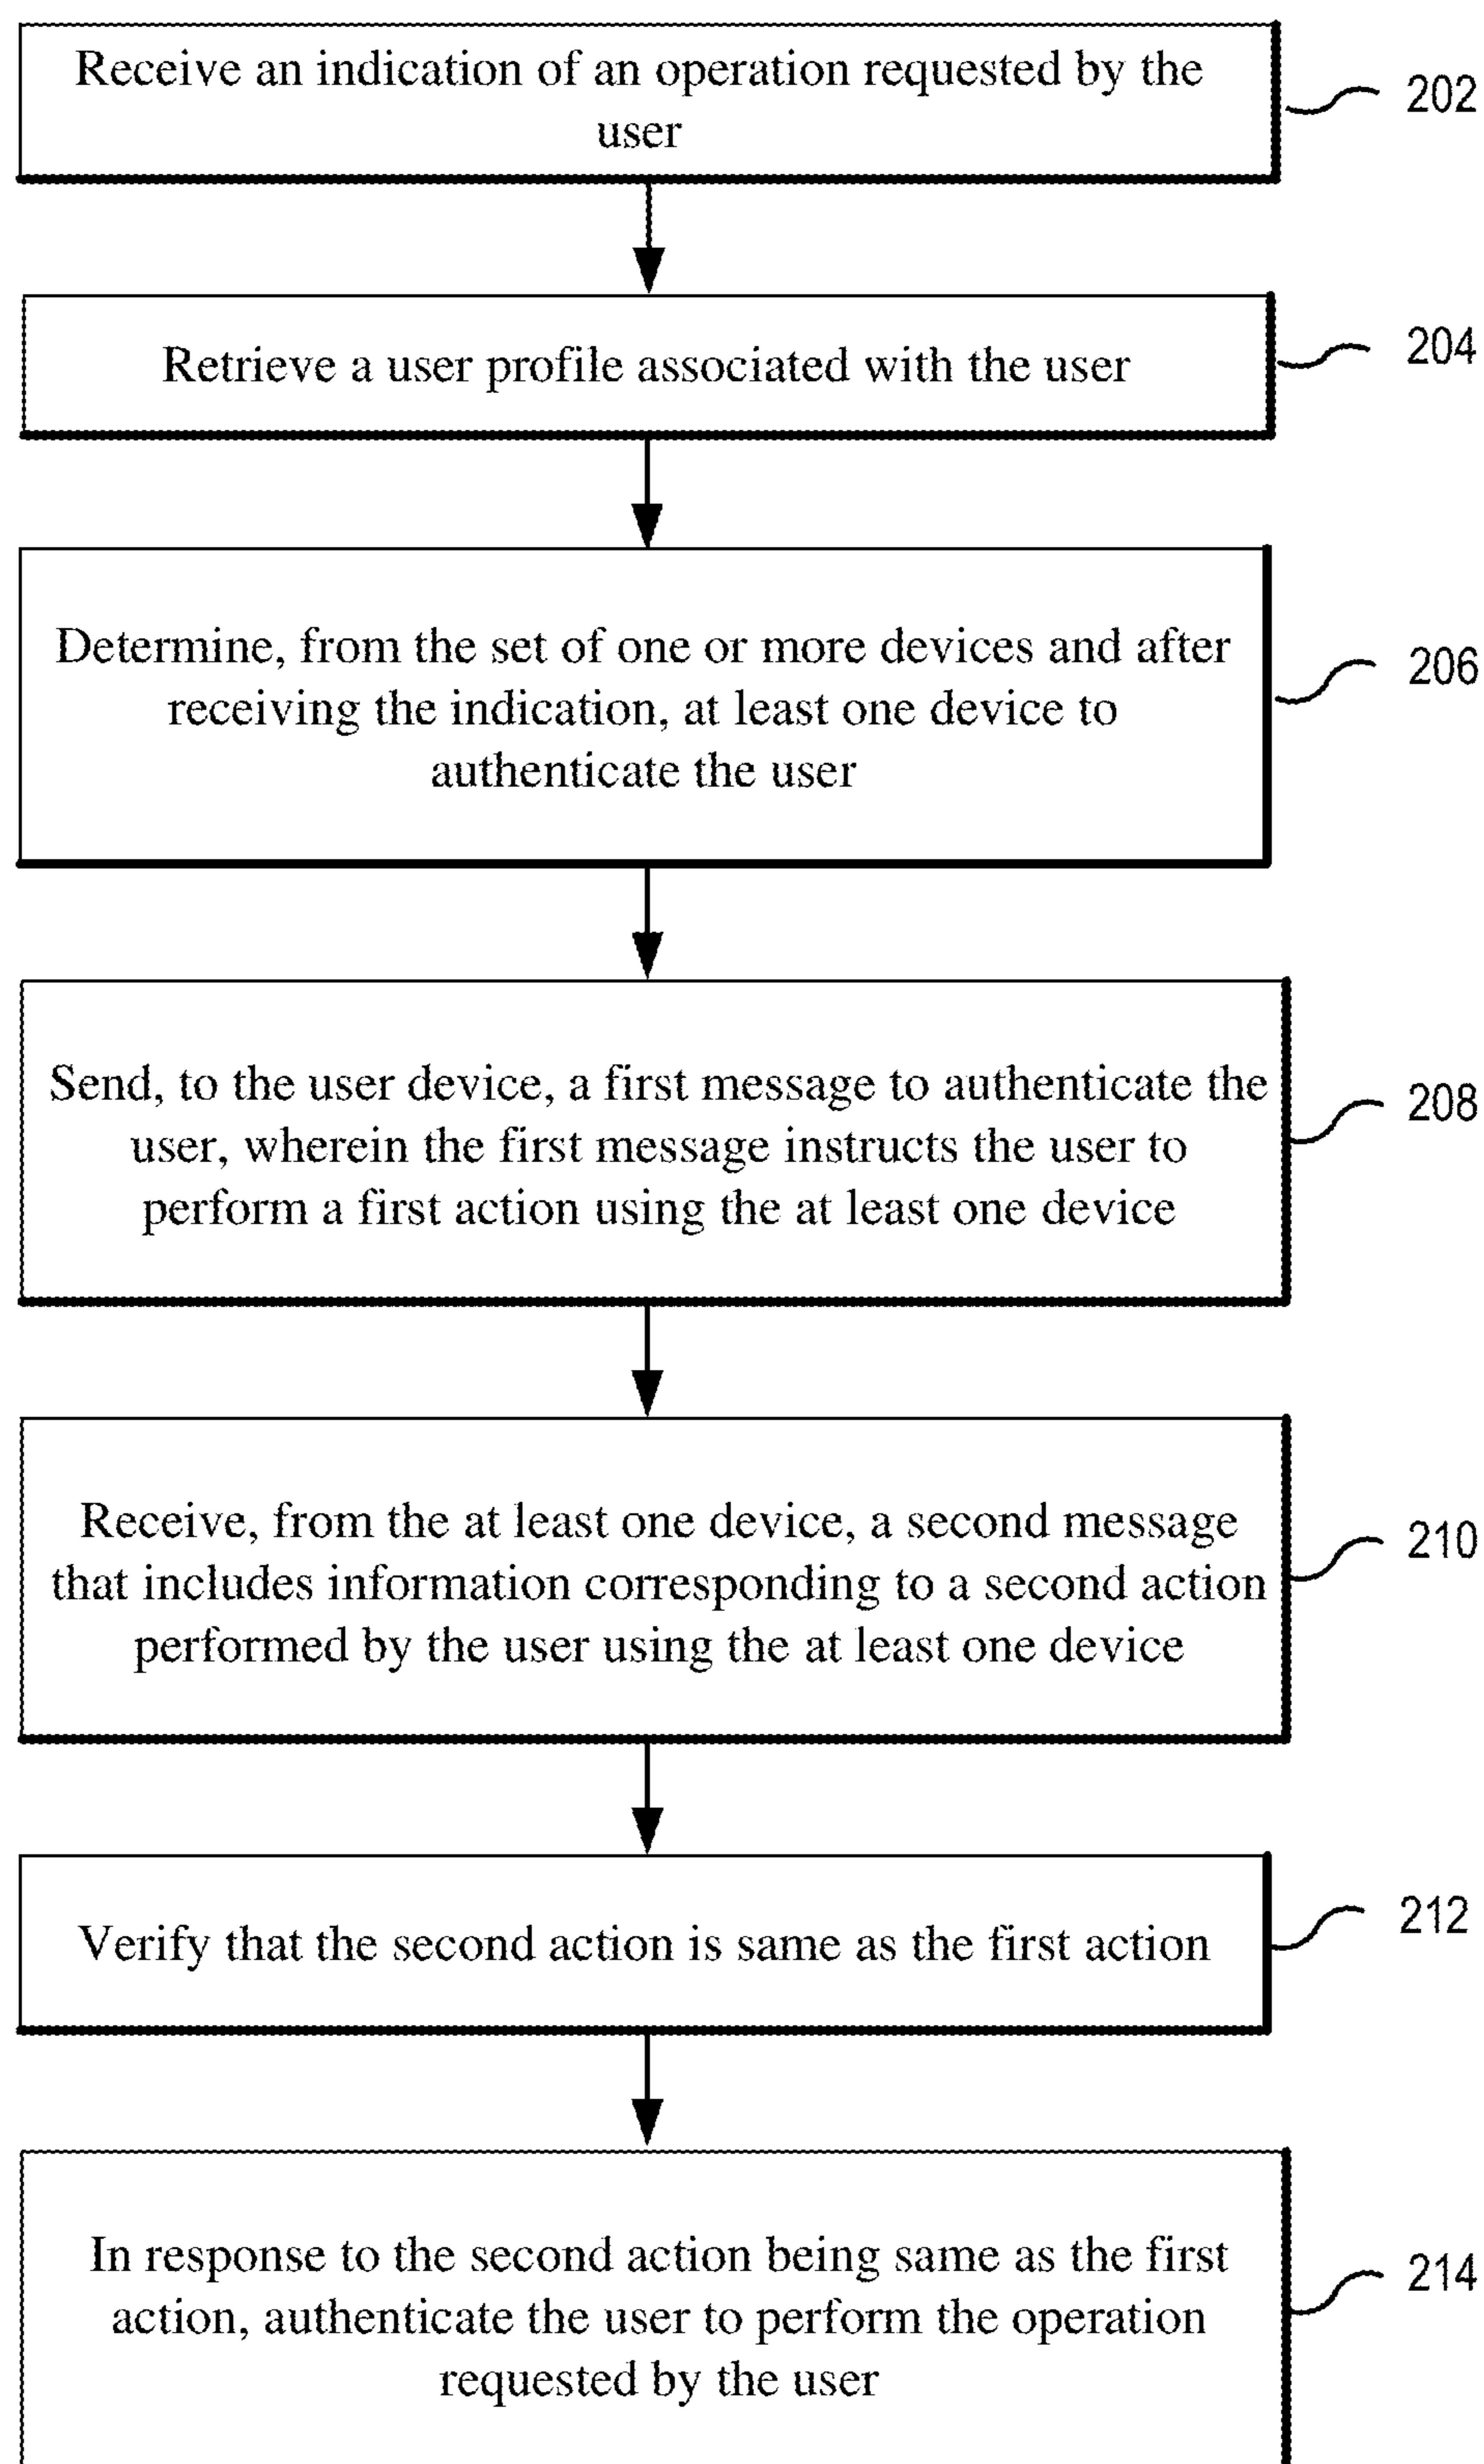 Receive an indication of an operation requested by the
user
202
Retrieve a user profile associated with the user
204
Determine, from the set of one or more devices and after
receiving the indication, at least one device to
authenticate the user
206
Send, to the user device, a first message to authenticate the
user, wherein the first message instructs the user to
perform a first action using the at least one device
208
Receive, from the at least one device, a second message
that includes information corresponding to a second action
performed by the user using the at least one device
210
Verify that the second action is same as the first action
212
In response to the second action being same as the first
action, authenticate the user to perform the operation
requested by the user
214